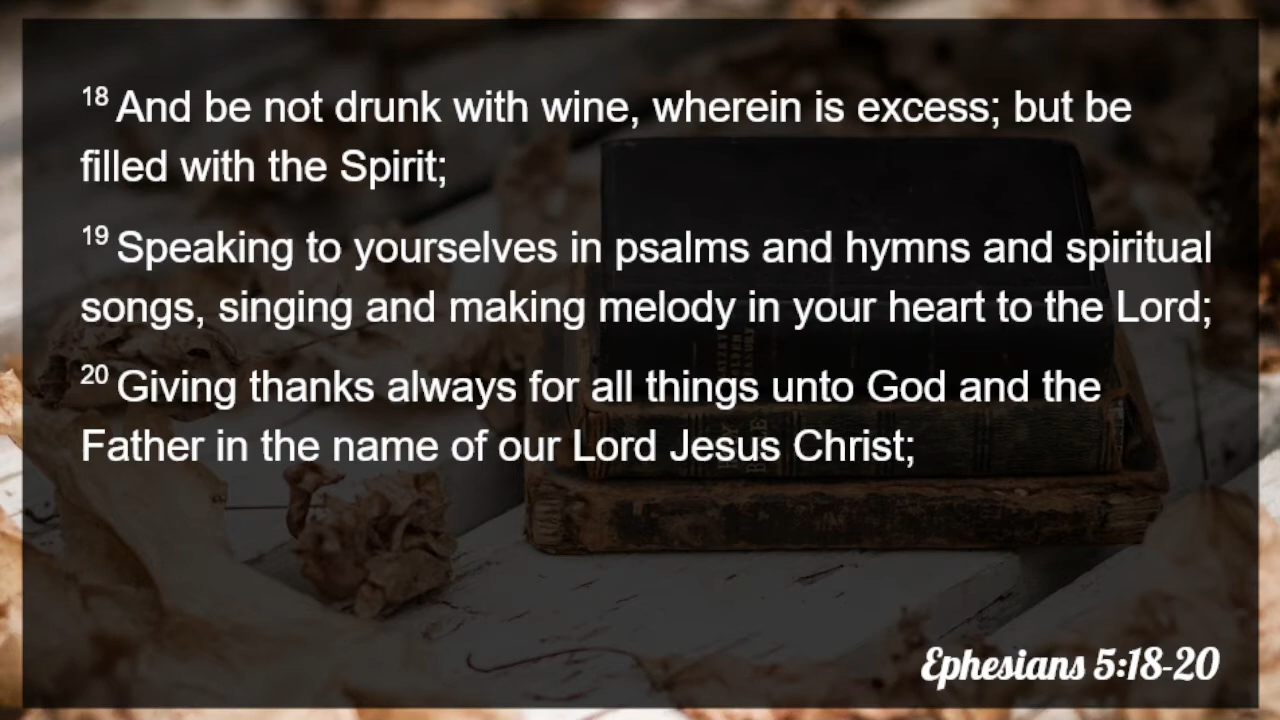 18 And be not drunk with wine, wherein is excess; but be
filled with the Spirit;
19 Speaking to yourselves in psalms and hymns and spiritual
songs, singing and making melody in your heart to the Lord;
20 Giving thanks always for all things unto God and the
Father in the name of our Lord Jesus Christ;
HOLY
BIBLE
Ephesians 5:18-20